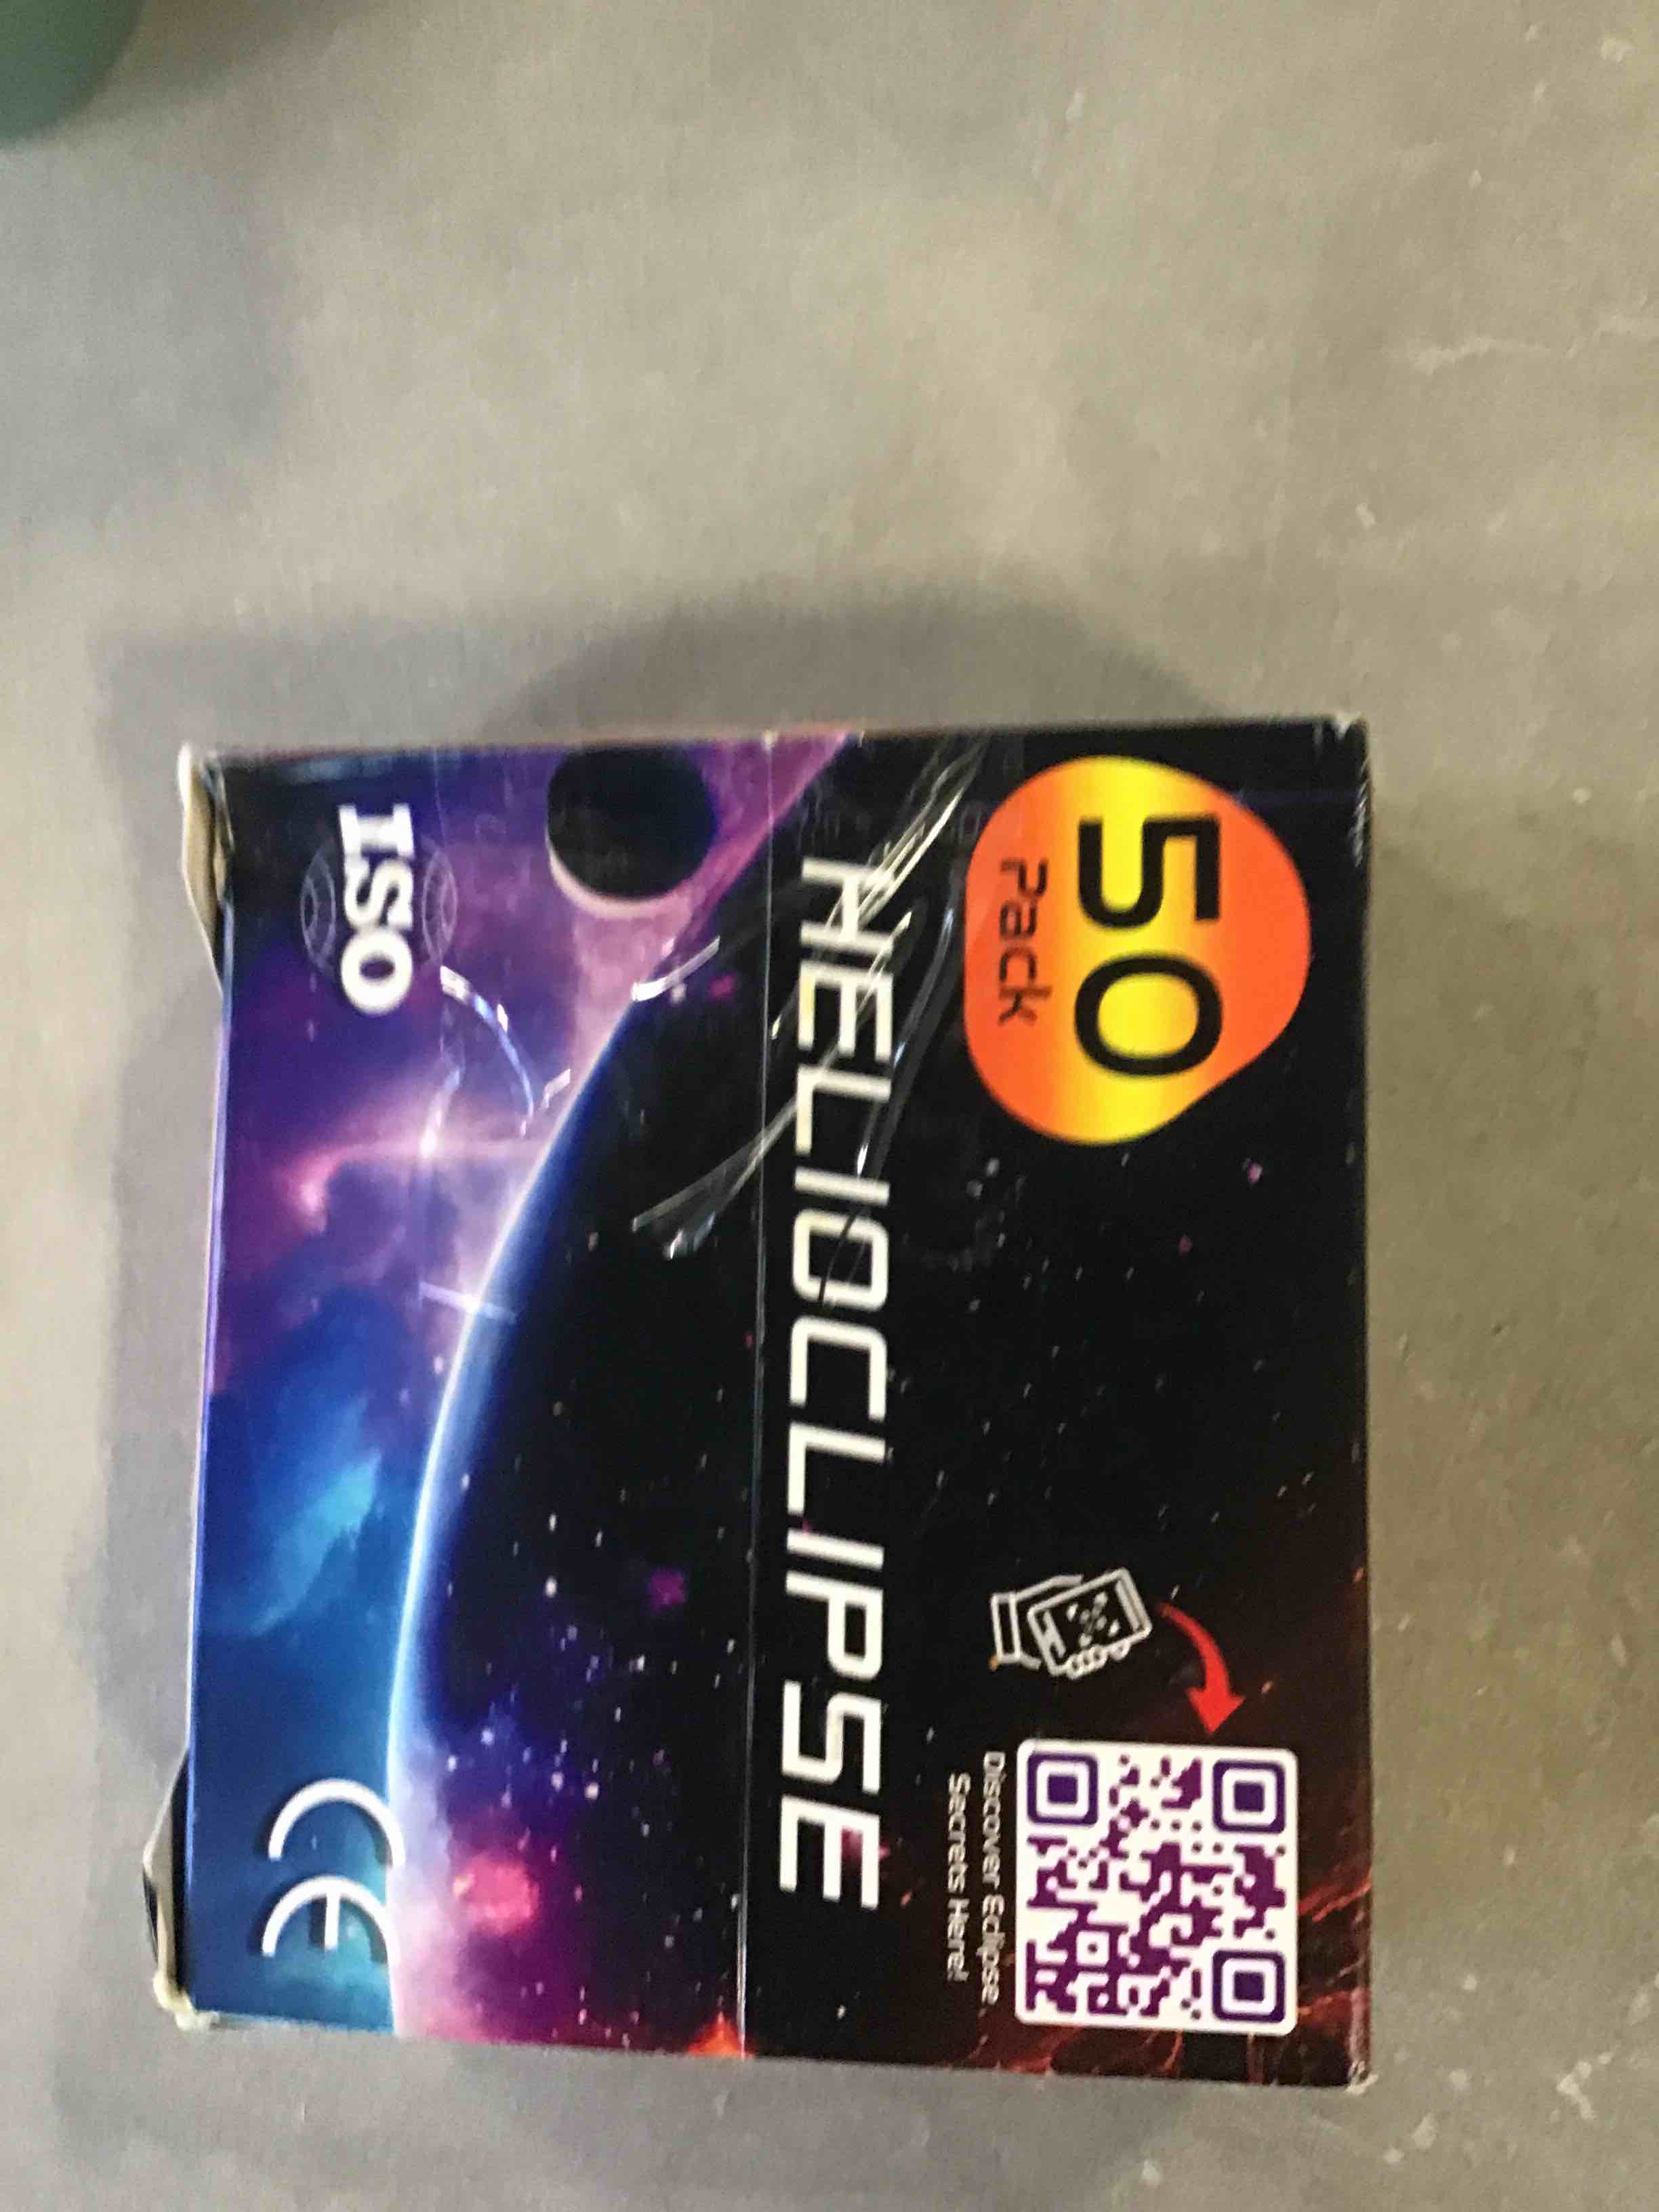 50
Pack
Discover Eclipse
Secrets Here!
HELIOCLIPSE
ISO
CE